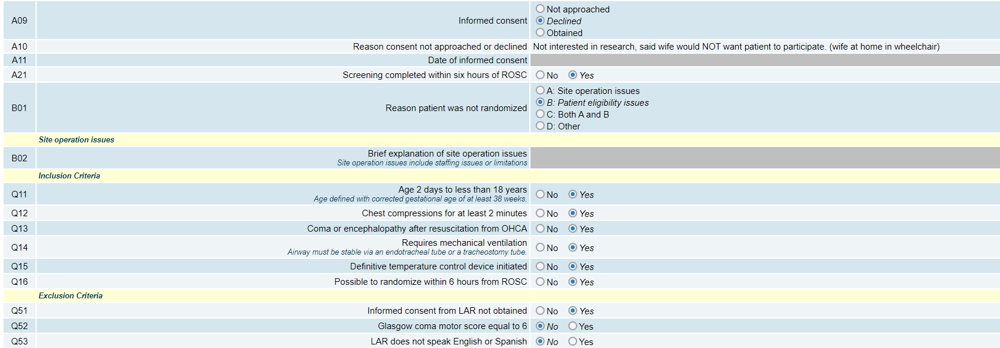 A09 Informed consent Not approached
Declined
Obtained
A10 Reason consent not approached or declined Not interested in research, said wife would NOT want patient to participate. (wife at home in wheelchair)
A11 Date of informed consent
A21 Screening completed within six hours of ROSC No Yes
B01 Reason patient was not randomized A: Site operation issues
B: Patient eligibility issues
C: Both A and B
D: Other
Site operation issues
B02 Brief explanation of site operation issues
Site operation issues include staffing issues or limitations
Inclusion Criteria
Q11 Age 2 days to less than 18 years No Yes
Age defined with corrected gestational age of at least 38 weeks.
Q12 Chest compressions for at least 2 minutes No Yes
Q13 Coma or encephalopathy after resuscitation from OHCA No Yes
Q14 Requires mechanical ventilation No Yes
Airway must be stable via an endotracheal tube or a tracheostomy tube.
Q15 Definitive temperature control device initiated No Yes
Q16 Possible to randomize within 6 hours from ROSC No Yes
Exclusion Criteria
Q51 Informed consent from LAR not obtained No Yes
Q52 Glasgow coma motor score equal to 6 No Yes
Q53 LAR does not speak English or Spanish No Yes